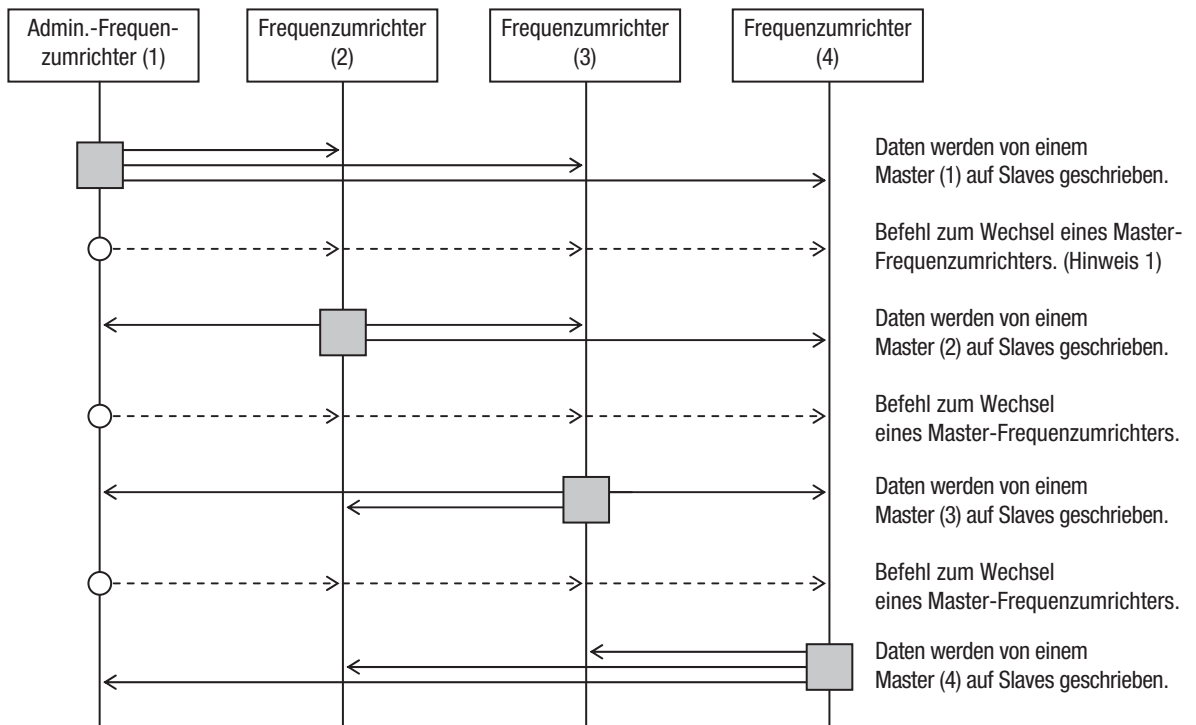 Admin.-Frequen-
zumrichter (1)
Frequenzumrichter
(2)
Frequenzumrichter
(3)
Frequenzumrichter
(4)
Daten werden von einem
Master (1) auf Slaves geschrieben.
Befehl zum Wechsel eines Master-
Frequenzumrichters. (Hinweis 1)
Daten werden von einem
Master (2) auf Slaves geschrieben.
Befehl zum Wechsel
eines Master-Frequenzumrichters.
Daten werden von einem
Master (3) auf Slaves geschrieben.
Befehl zum Wechsel
eines Master-Frequenzumrichters.
Daten werden von einem
Master (4) auf Slaves geschrieben.